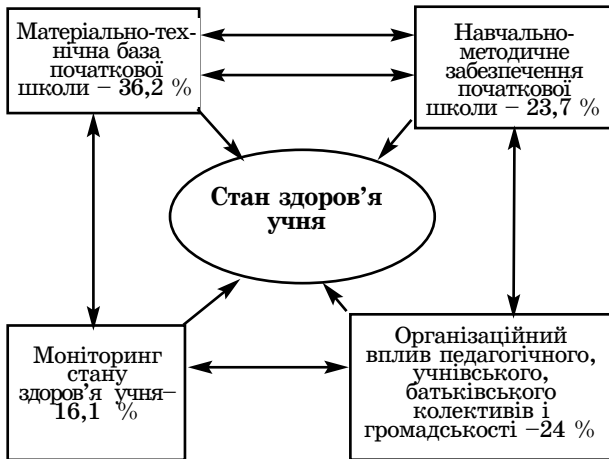 Матеріально-тех-
нічна база
початкової
школи – 36,2 %
Навчально-
методичне
забезпечення
початкової
школи – 23,7 %
Стан здоров’я
учня
Моніторинг
стану
здоров’я учня–
16,1 %
Організаційний
вплив педагогічного,
учнівського,
батьківського
колективів і
громадськості –24 %